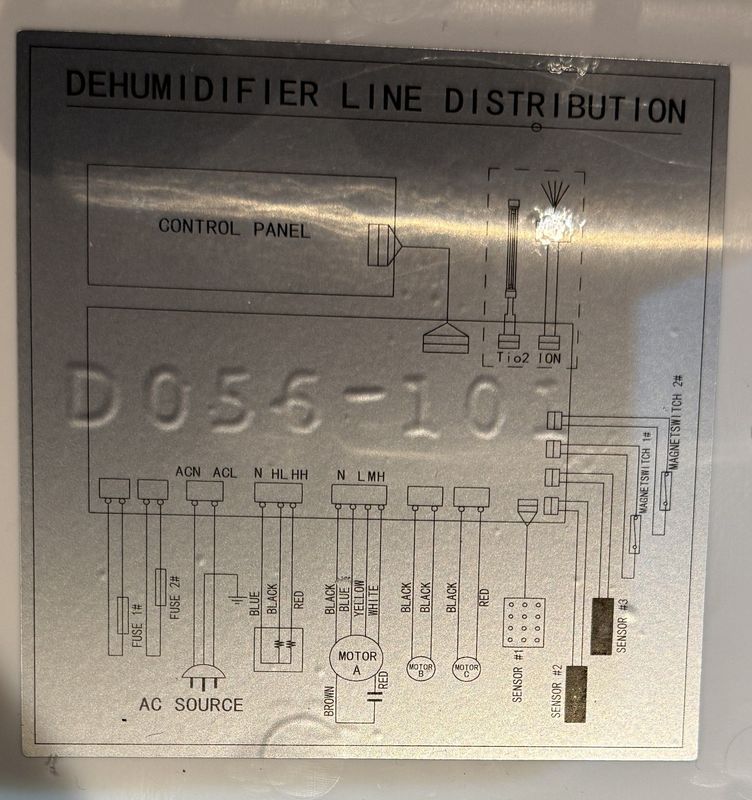 DEHUMIDIFIER LINE DISTRIBUTION
CONTROL PANEL
Tio2 ION
D056-101
MAGNETSWITCH 2#
MAGNETSWITCH 1#
ACN ACL
N HL HH
N L M H
FUSE 1#
FUSE 2#
BLUE
BLACK
RED
BLACK
BLUE
YELLOW
WHITE
BLACK
BLACK
BLACK
RED
MOTOR
A
MOTOR
B
MOTOR
C
BROWN
RED
SENSOR #1
SENSOR #2
SENSOR #3
AC SOURCE